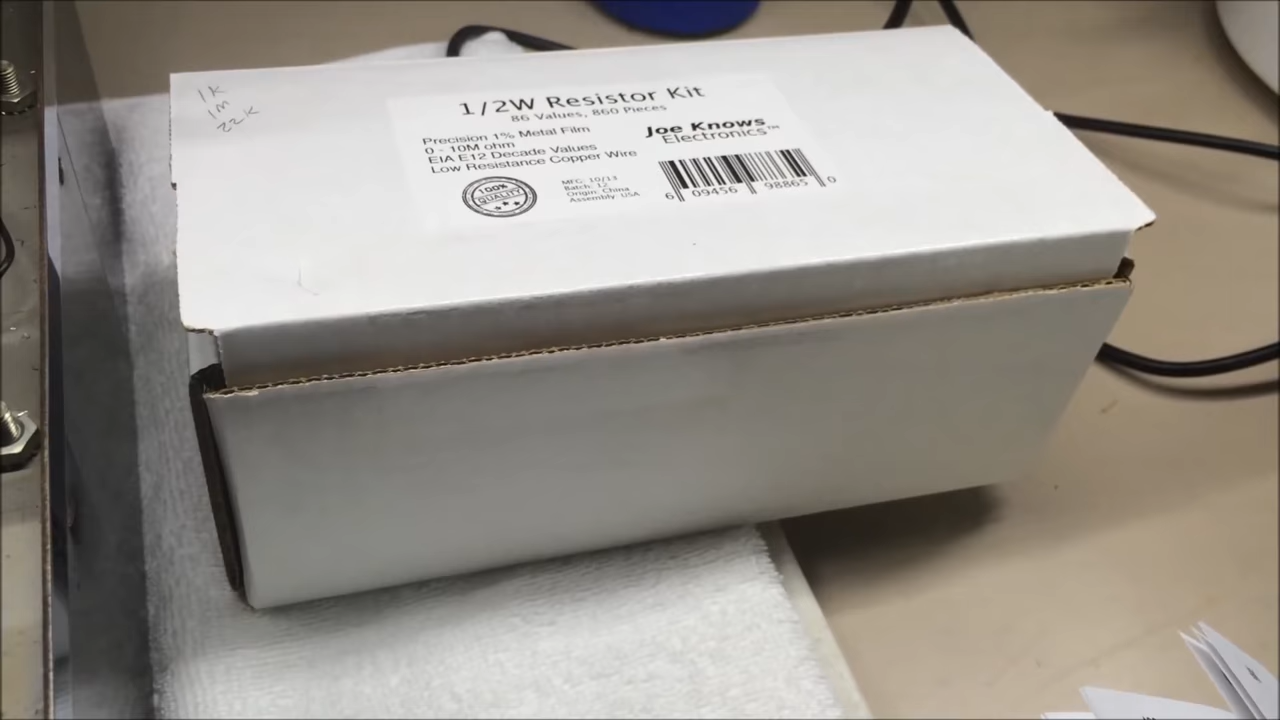 1K
1M
22K
1/2W Resistor Kit
86 Values, 860 Pieces
Precision 1% Metal Film
0 - 10M ohm
EIA E12 Decade Values
Low Resistance Copper Wire
Joe Knows
Electronics™
100%
QUALITY
MFG: 10/13
Batch: 12
Origin: China
Assembly: USA
6 09456 98865 0